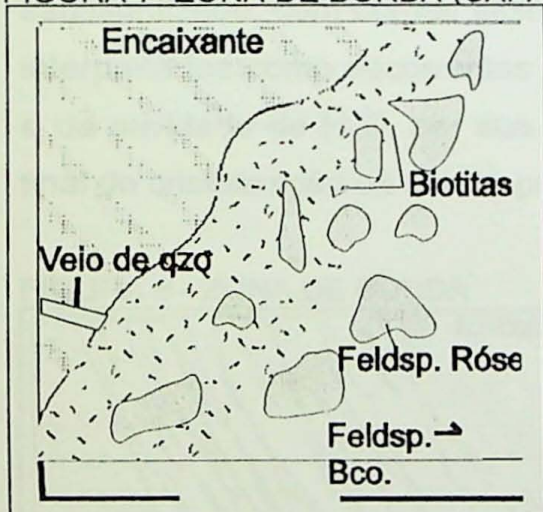 Encaixante
Biotitas
Veio de qzo
Feldsp. Róse
Feldsp.
Bco.